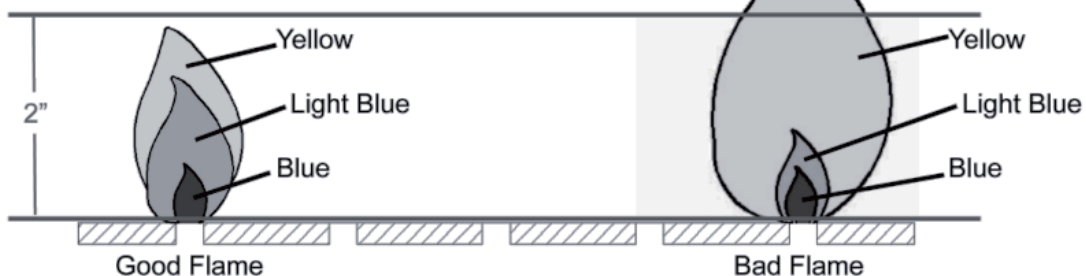 Yellow
Yellow
Light Blue
Light Blue
2”
Blue
Blue
Good Flame
Bad Flame